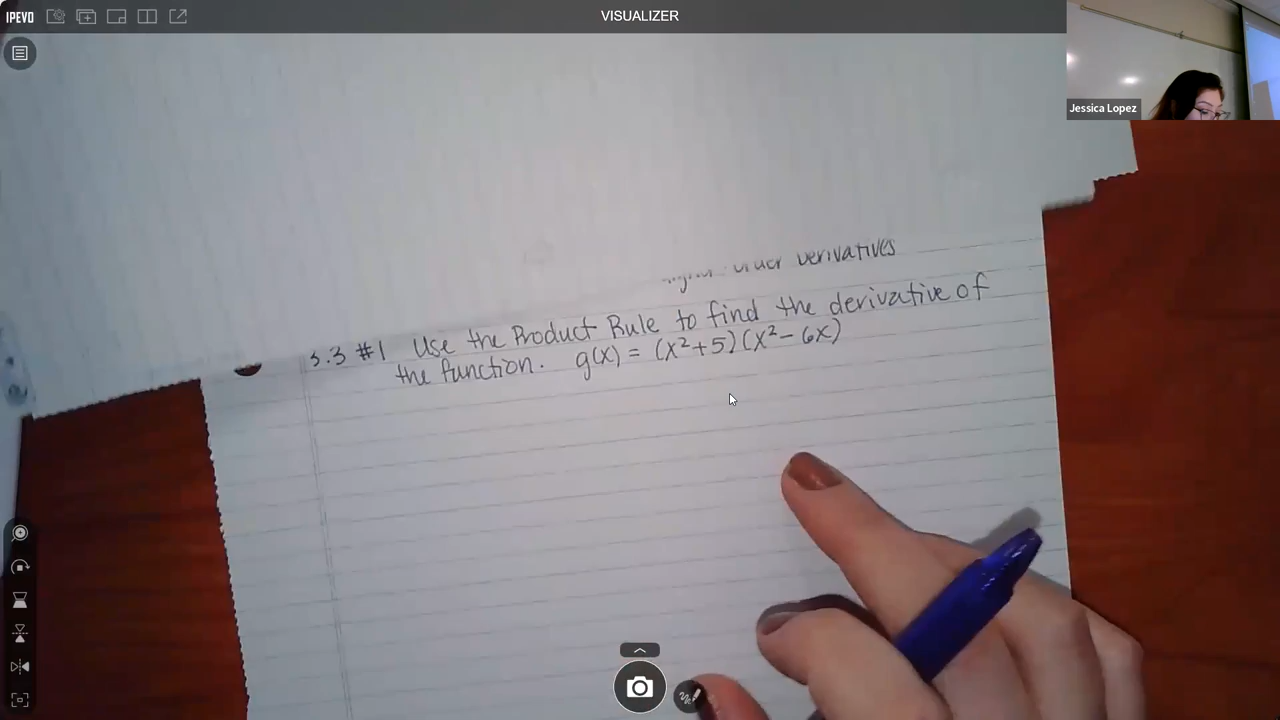 IPEVO
VISUALIZER
Jessica Lopez
Derivatives
3.3 #1 Use the Product Rule to find the derivative of
the function. g(x) = (x²+5)(x²-6x)